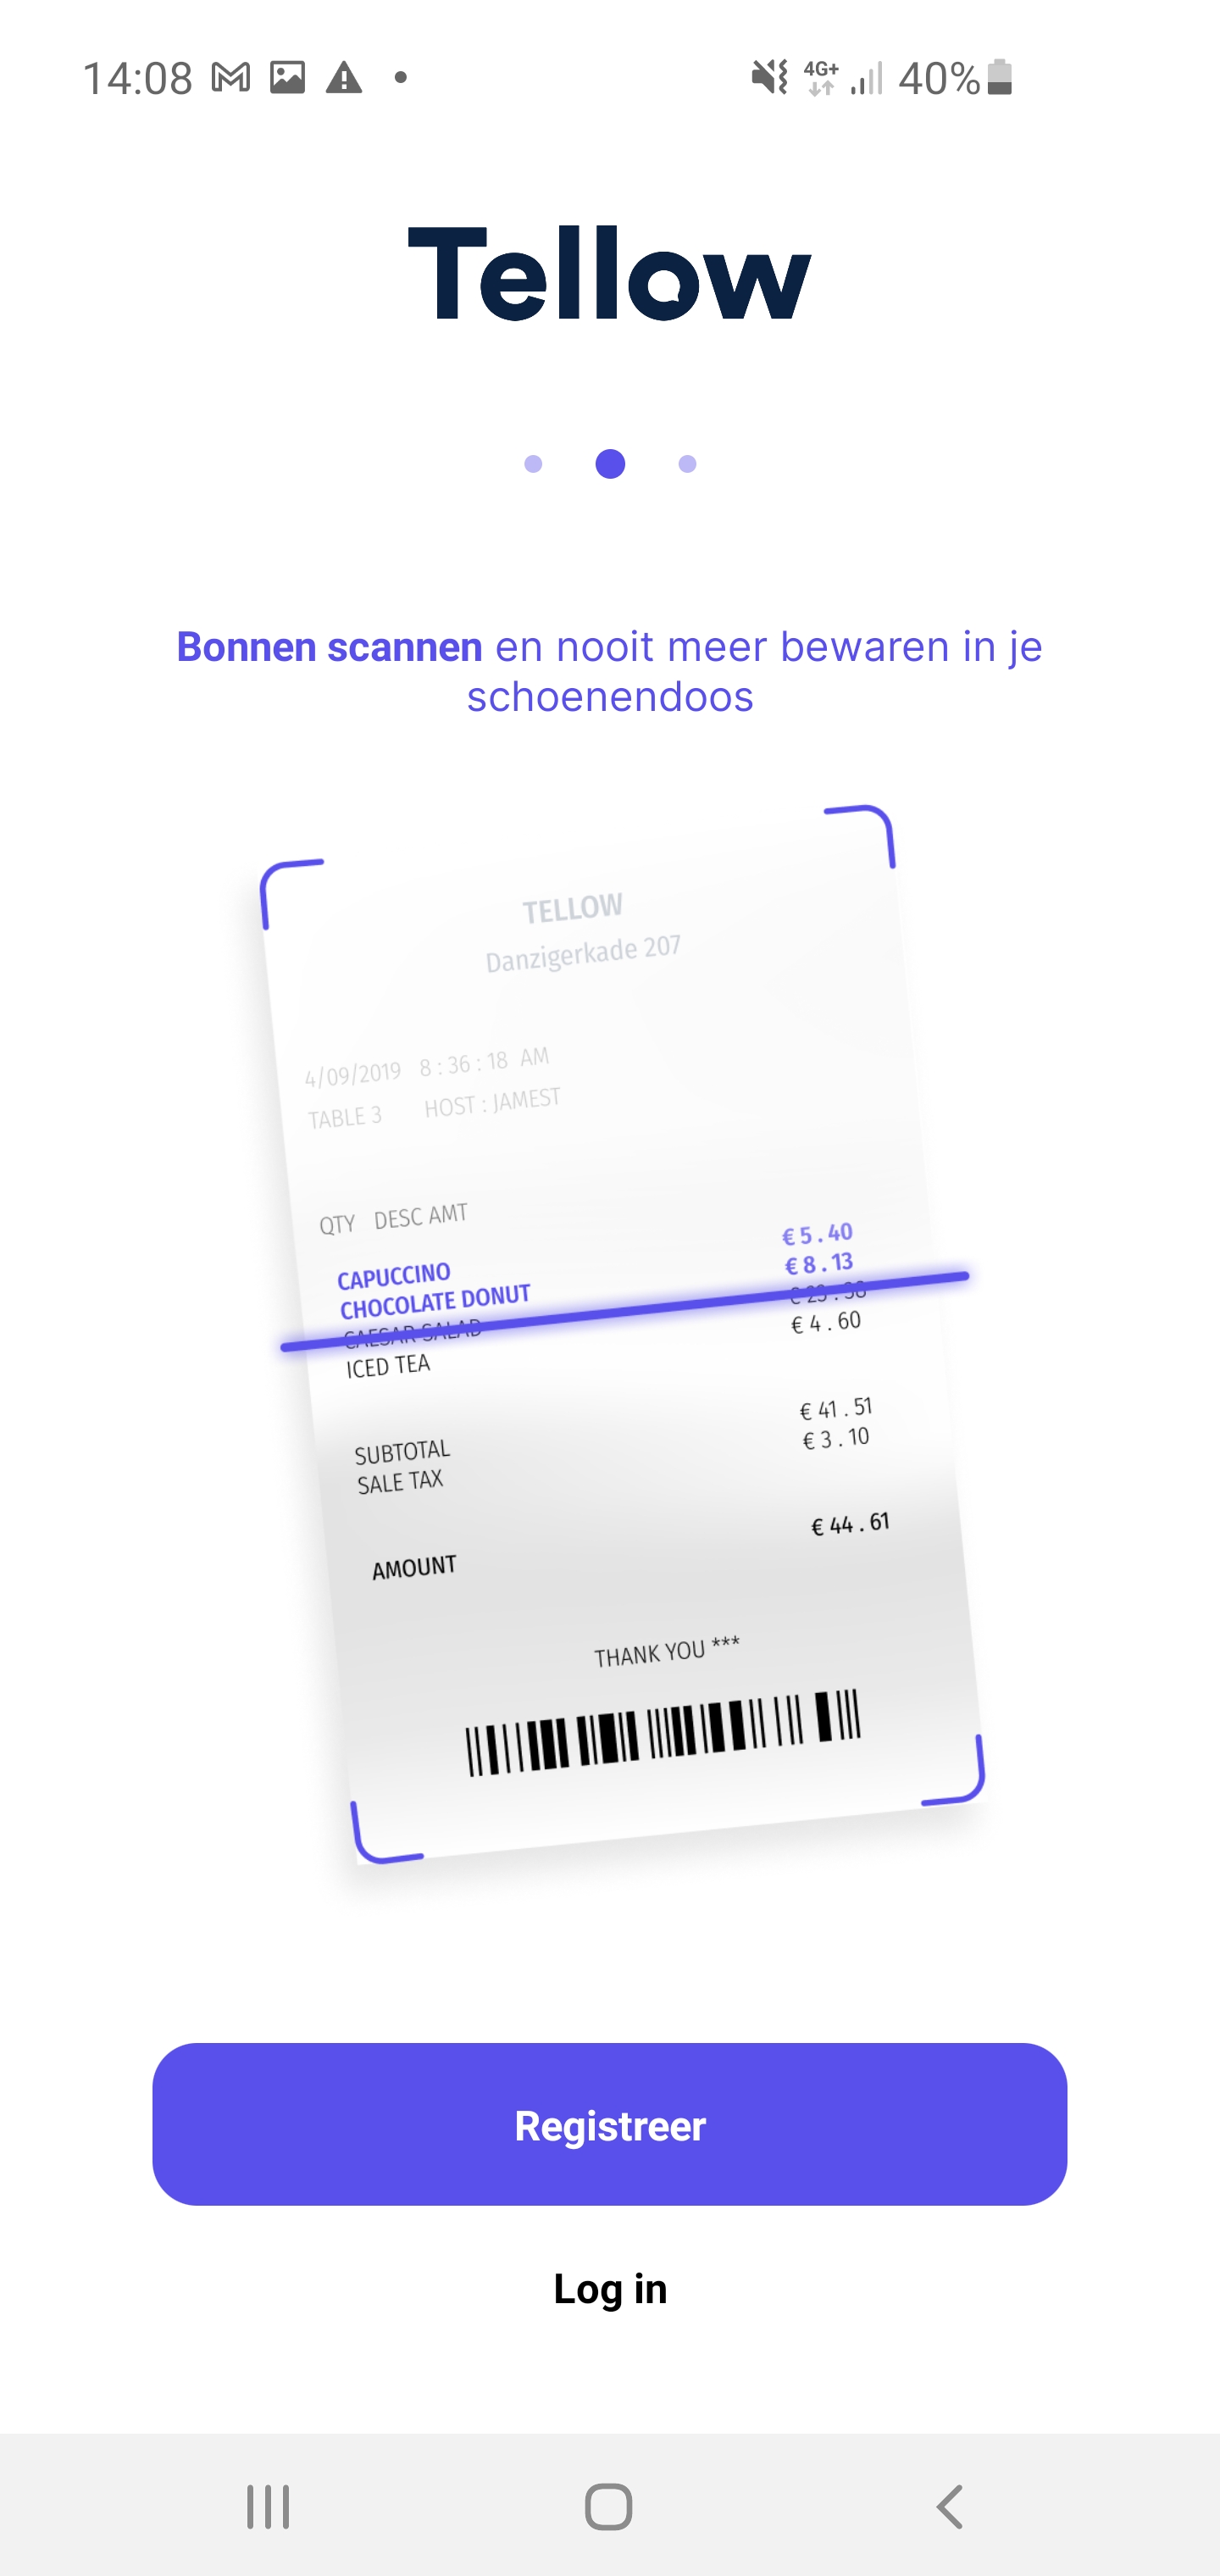 14:08 4G+ 40%
Tellow
Bonnen scannen en nooit meer bewaren in je
schoenendoos
TELLOW
Danzigerkade 207
4/09/2019 8 : 36 : 18 AM
TABLE 3 HOST : JAMEST
QTY DESC AMT
CAPUCCINO € 5 . 40
CHOCOLATE DONUT € 8 . 13
CAESAR SALAD €
ICED TEA € 4 . 60
SUBTOTAL € 41 . 51
SALE TAX € 3 . 10
AMOUNT € 44 . 61
THANK YOU ***
Registreer
Log in